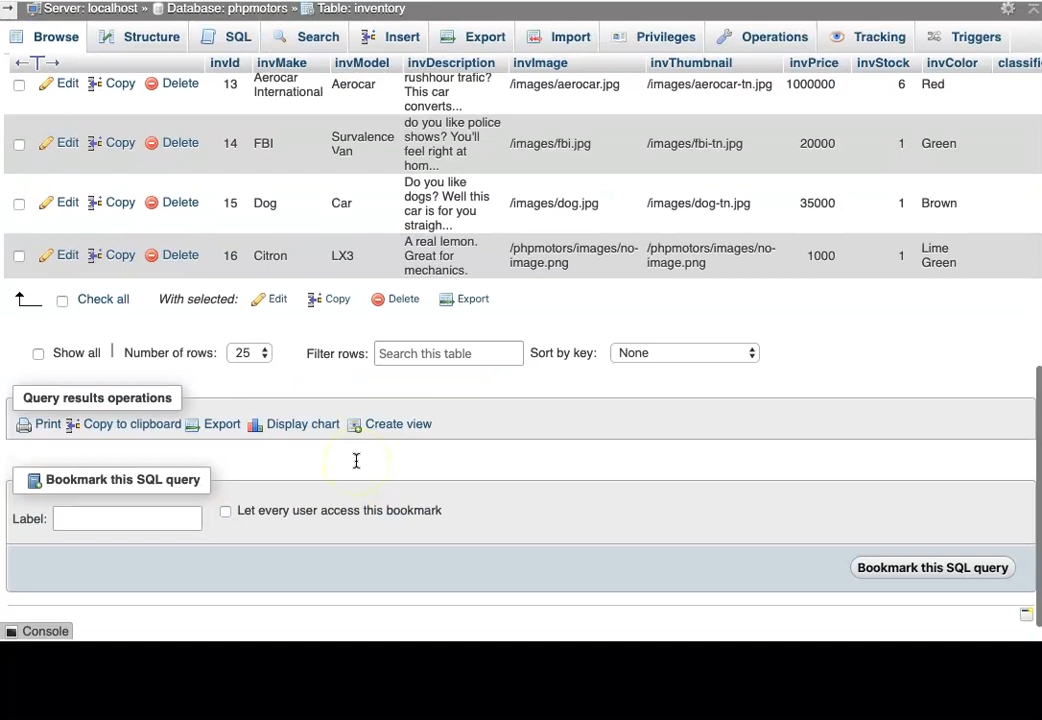 Server: localhost » Database: phpmotors » Table: inventory
Browse Structure SQL Search Insert Export Import Privileges Operations Tracking Triggers
invId invMake invModel invDescription invImage invThumbnail invPrice invStock invColor classifi
Edit Copy Delete 13 Aerocar International Aerocar rushhour trafic? This car converts... /images/aerocar.jpg /images/aerocar-tn.jpg 1000000 6 Red
Edit Copy Delete 14 FBI Survalence Van do you like police shows? You'll feel right at hom... /images/fbi.jpg /images/fbi-tn.jpg 20000 1 Green
Edit Copy Delete 15 Dog Car Do you like dogs? Well this car is for you straigh... /images/dog.jpg /images/dog-tn.jpg 35000 1 Brown
Edit Copy Delete 16 Citron LX3 A real lemon. Great for mechanics. /phpmotors/images/no-image.png /phpmotors/images/no-image.png 1000 1 Lime Green
Check all With selected: Edit Copy Delete Export
Show all Number of rows: 25 Filter rows: Search this table Sort by key: None
Query results operations
Print Copy to clipboard Export Display chart Create view
Bookmark this SQL query
Label: Let every user access this bookmark
Bookmark this SQL query
Console